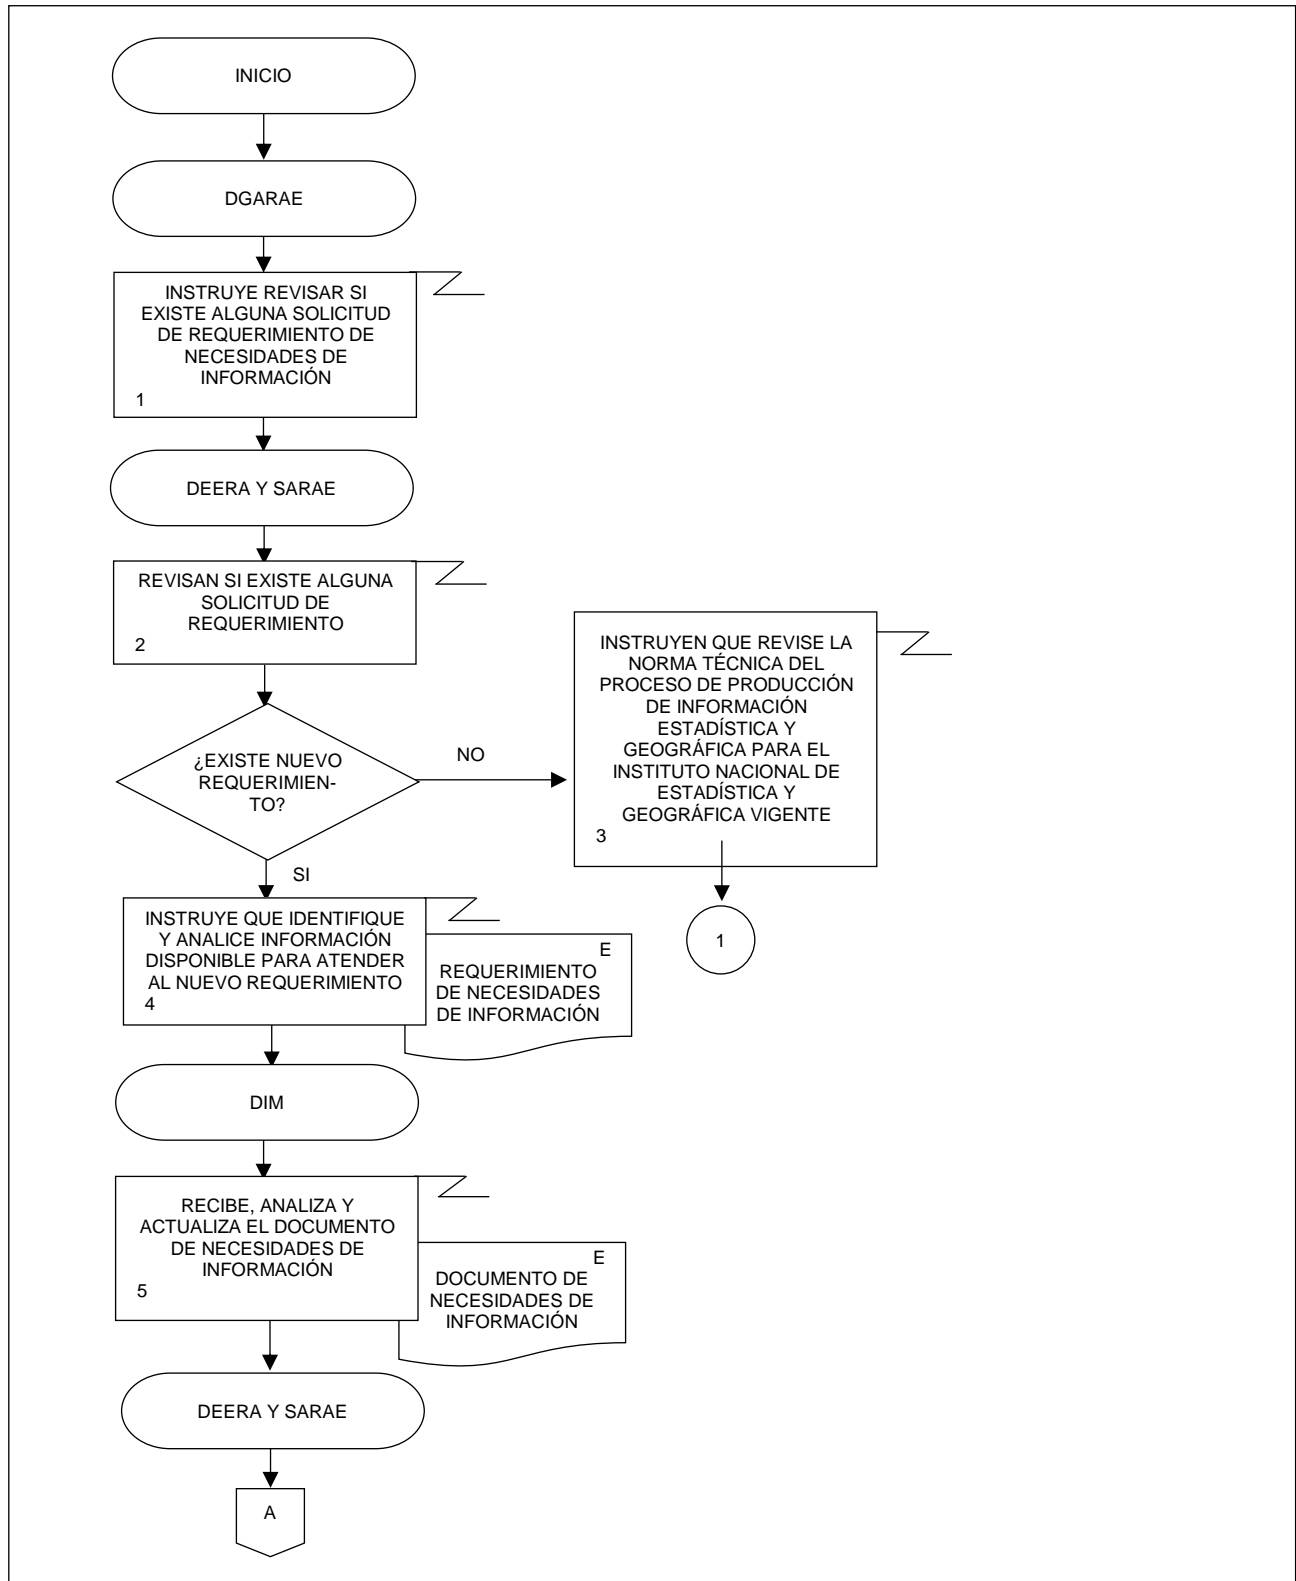 INICIO
DGARAE
INSTRUYE REVISAR SI
EXISTE ALGUNA SOLICITUD
DE REQUERIMIENTO DE
NECESIDADES DE
INFORMACIÓN
1
DEERA Y SARAE
REVISAN SI EXISTE ALGUNA
SOLICITUD DE
REQUERIMIENTO
2
¿EXISTE NUEVO
REQUERIMIEN-
TO?
NO
INSTRUYEN QUE REVISE LA
NORMA TÉCNICA DEL
PROCESO DE PRODUCCIÓN
DE INFORMACIÓN
ESTADÍSTICA Y
GEOGRÁFICA PARA EL
INSTITUTO NACIONAL DE
ESTADÍSTICA Y
GEOGRÁFICA VIGENTE
3
1
SI
INSTRUYE QUE IDENTIFIQUE
Y ANALICE INFORMACIÓN
DISPONIBLE PARA ATENDER
AL NUEVO REQUERIMIENTO
4
E
REQUERIMIENTO
DE NECESIDADES
DE INFORMACIÓN
DIM
RECIBE, ANALIZA Y
ACTUALIZA EL DOCUMENTO
DE NECESIDADES DE
INFORMACIÓN
5
E
DOCUMENTO DE
NECESIDADES DE
INFORMACIÓN
DEERA Y SARAE
A